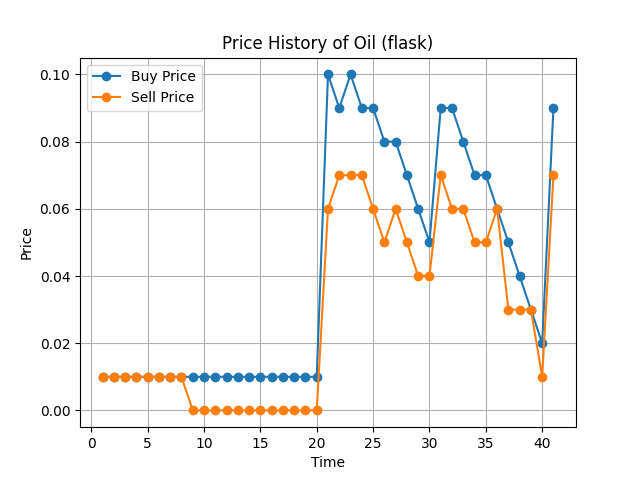 Price History of Oil (flask)
Buy Price
Sell Price
0.10
0.08
0.06
0.04
0.02
0.00
Price
0 5 10 15 20 25 30 35 40
Time